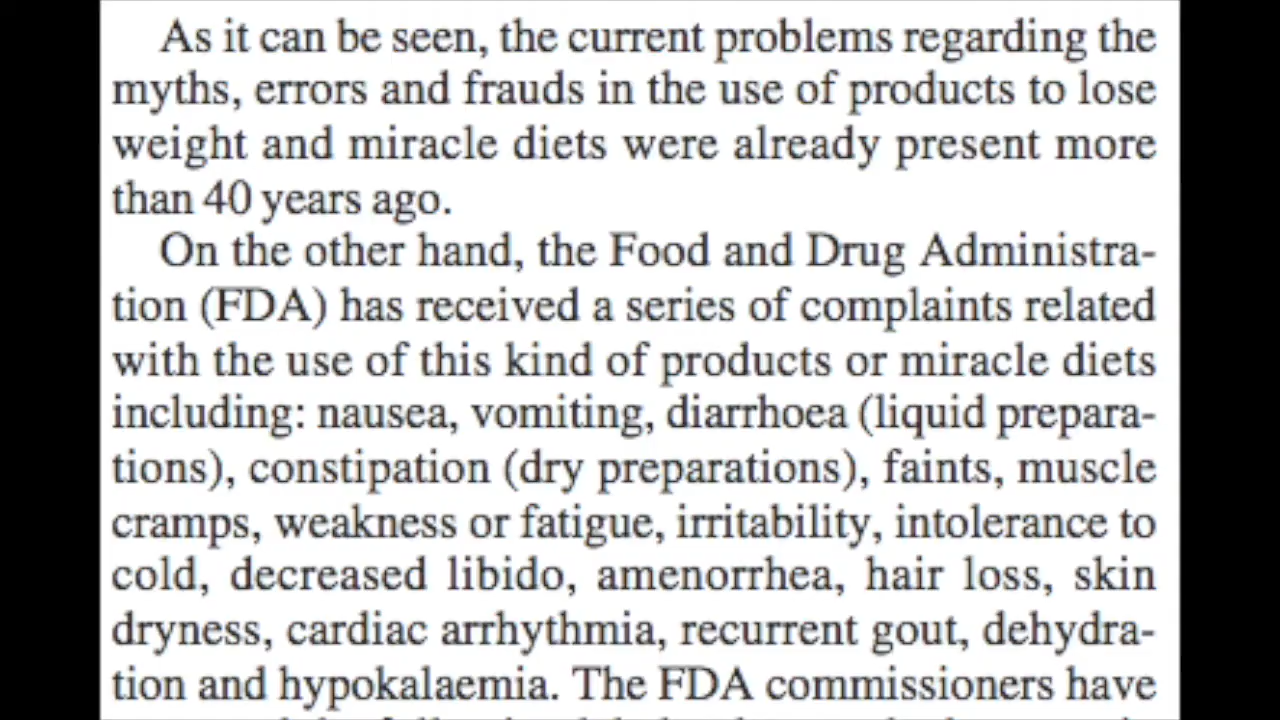 As it can be seen, the current problems regarding the
myths, errors and frauds in the use of products to lose
weight and miracle diets were already present more
than 40 years ago.
On the other hand, the Food and Drug Administra-
tion (FDA) has received a series of complaints related
with the use of this kind of products or miracle diets
including: nausea, vomiting, diarrhoea (liquid prepara-
tions), constipation (dry preparations), faints, muscle
cramps, weakness or fatigue, irritability, intolerance to
cold, decreased libido, amenorrhea, hair loss, skin
dryness, cardiac arrhythmia, recurrent gout, dehydra-
tion and hypokalaemia. The FDA commissioners have